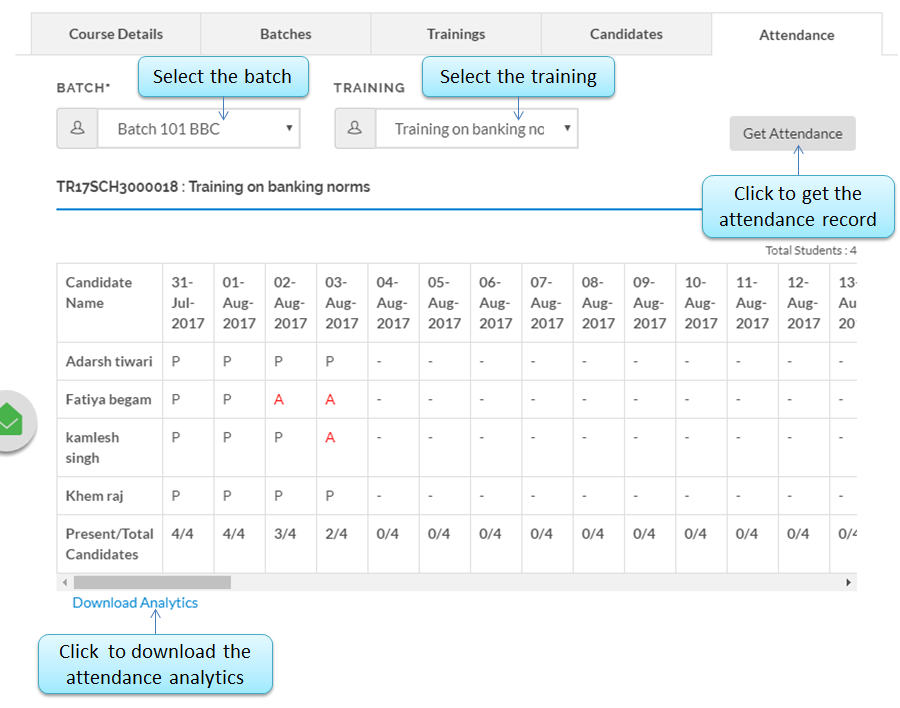 Course Details Batches Trainings Candidates Attendance
Select the batch Select the training
BATCH* TRAINING
Batch 101 BBC Training on banking no
Get Attendance
Click to get the
attendance record
TR17SCH3000018 : Training on banking norms
Total Students : 4
Candidate 31- 01- 02- 03- 04- 05- 06- 07- 08- 09- 10- 11- 12- 13-
Name Jul- Aug- Aug- Aug- Aug- Aug- Aug- Aug- Aug- Aug- Aug- Aug- Aug- Au
2017 2017 2017 2017 2017 2017 2017 2017 2017 2017 2017 2017 2017 20
Adarsh tiwari P P P P - - - - - - - - - -
Fatiya begam P P A A - - - - - - - - - -
kamlesh P P P A - - - - - - - - - -
singh
Khem raj P P P P - - - - - - - - - -
Present/Total 4/4 4/4 3/4 2/4 0/4 0/4 0/4 0/4 0/4 0/4 0/4 0/4 0/4 0/4
Candidates
Download Analytics
Click to download the
attendance analytics